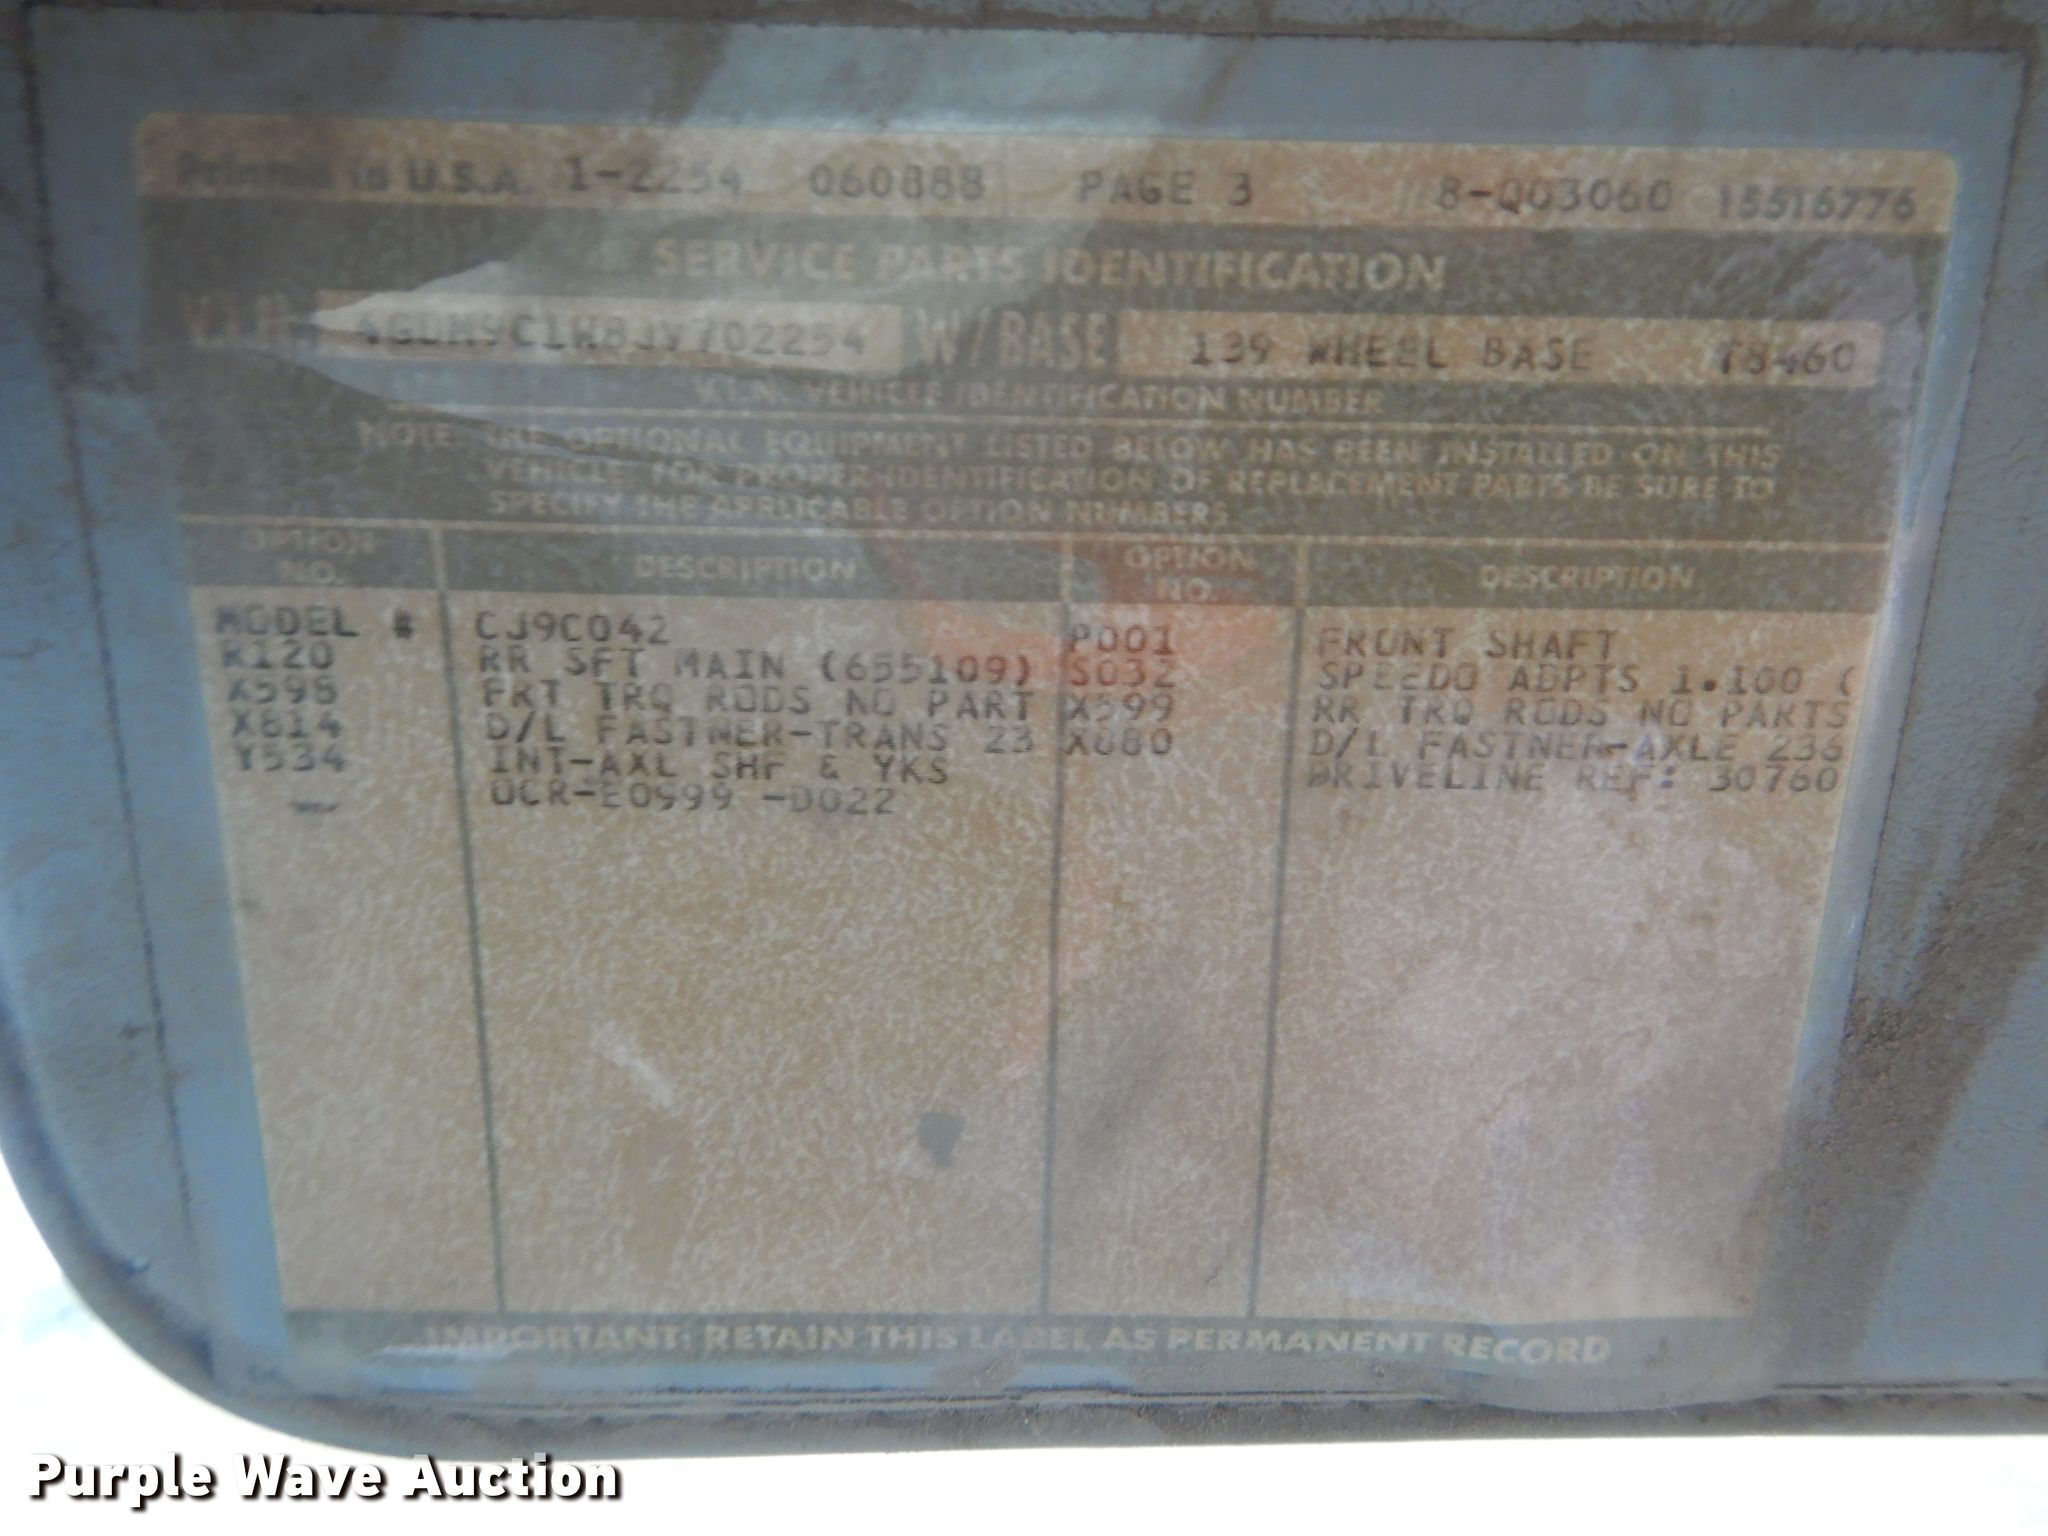 Printed in U.S.A. 1-2254 060888 PAGE 3 8-Q03060 15516776
SERVICE PARTS IDENTIFICATION
V.I.N. 4GDM9C1H8JV702254 W/BASE 139 WHEEL BASE T8460
V.I.N. VEHICLE IDENTIFICATION NUMBER
NOTE: THE OPTIONAL EQUIPMENT LISTED BELOW HAS BEEN INSTALLED ON THIS
VEHICLE. FOR PROPER IDENTIFICATION OF REPLACEMENT PARTS BE SURE TO
SPECIFY THE APPLICABLE OPTION NUMBERS.
OPTION NO. DESCRIPTION OPTION NO. DESCRIPTION
MODEL # CJ9C042 P001 FRONT SHAFT
R120 RR SFT MAIN (655109) S032 SPEEDO ADPTS 1.100 (
X598 FRT TRQ RODS NO PART X599 RR TRQ RODS NO PARTS
X614 D/L FASTNER-TRANS 23 X680 D/L FASTNER-AXLE 236
Y534 INT-AXL SHF & YKS DRIVELINE REF: 30760
OCR-E0999 -D022
IMPORTANT: RETAIN THIS LABEL AS PERMANENT RECORD
Purple Wave Auction